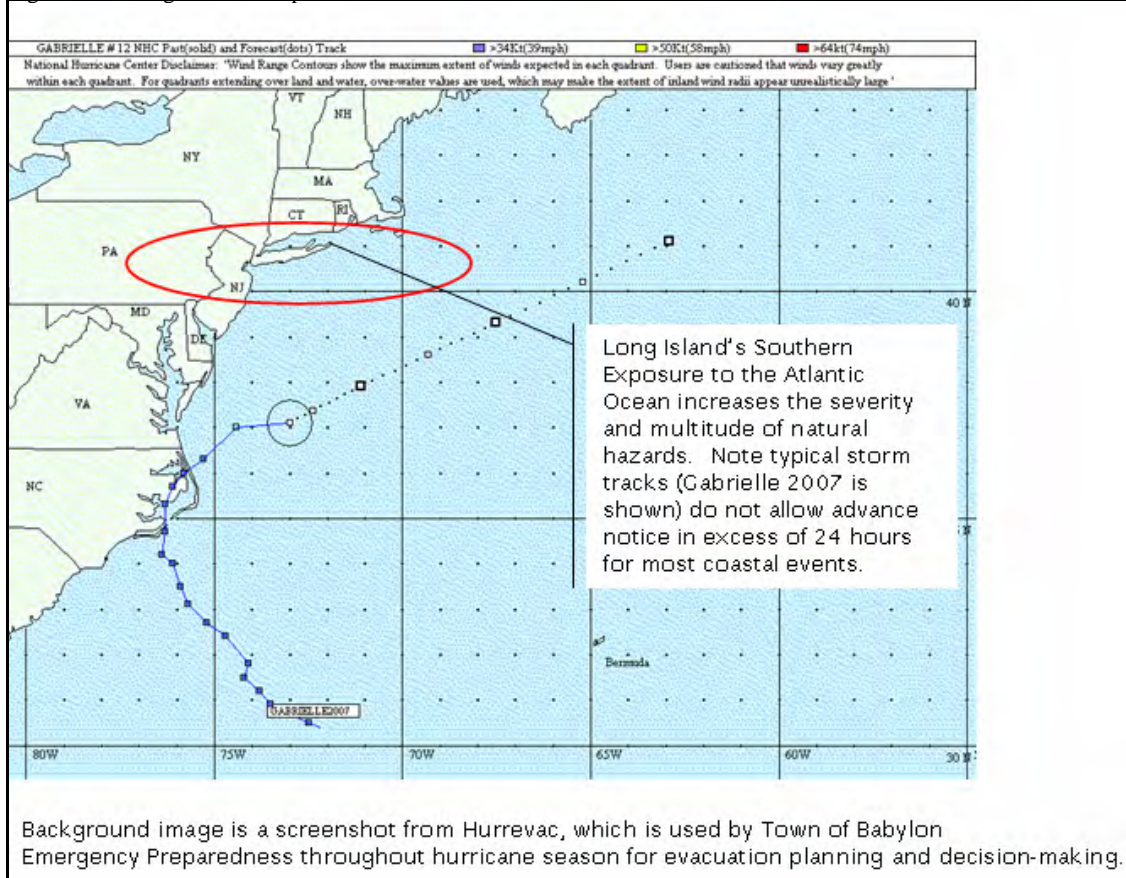 GABRIELLE # 12 NHC Past(solid) and Forecast(dots) Track >34Kt(39mph) >50Kt(58mph) >64kt(74mph)
National Hurricane Center Disclaimer: 'Wind Range Contours show the maximum extent of winds expected in each quadrant. Users are cautioned that winds vary greatly
within each quadrant. For quadrants extending over land and water, over-water values are used, which may make the extent of inland wind radii appear unrealistically large '
VT
NH
NY
MA
CT RI
PA
NJ
40 N
MD
DE
VA
NC
Long Island's Southern
Exposure to the Atlantic
Ocean increases the severity
and multitude of natural
hazards. Note typical storm
tracks (Gabrielle 2007 is
shown) do not allow advance
notice in excess of 24 hours
for most coastal events.
Bermuda
GABRIELLE2007
80W 75W 70W 65W 60W 30 N
Background image is a screenshot from Hurrevac, which is used by Town of Babylon
Emergency Preparedness throughout hurricane season for evacuation planning and decision-making.